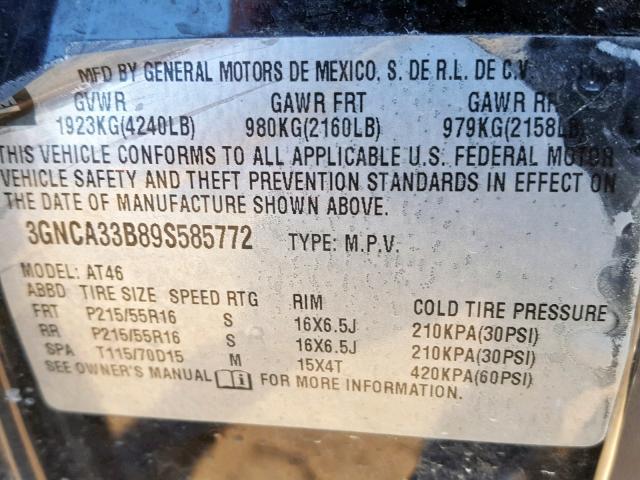 MFD BY GENERAL MOTORS DE MEXICO, S. DE R.L. DE C.V.
GVWR GAWR FRT GAWR RR
1923KG(4240LB) 980KG(2160LB) 979KG(2158LB)
THIS VEHICLE CONFORMS TO ALL APPLICABLE U.S. FEDERAL MOTOR
VEHICLE SAFETY AND THEFT PREVENTION STANDARDS IN EFFECT ON
THE DATE OF MANUFACTURE SHOWN ABOVE.
3GNCA33B89S585772 TYPE: M.P.V.
MODEL: AT46
ABBD TIRE SIZE SPEED RTG RIM COLD TIRE PRESSURE
FRT P215/55R16 S 16X6.5J 210KPA(30PSI)
RR P215/55R16 S 16X6.5J 210KPA(30PSI)
SPA T115/70D15 M 15X4T 420KPA(60PSI)
SEE OWNER'S MANUAL FOR MORE INFORMATION.